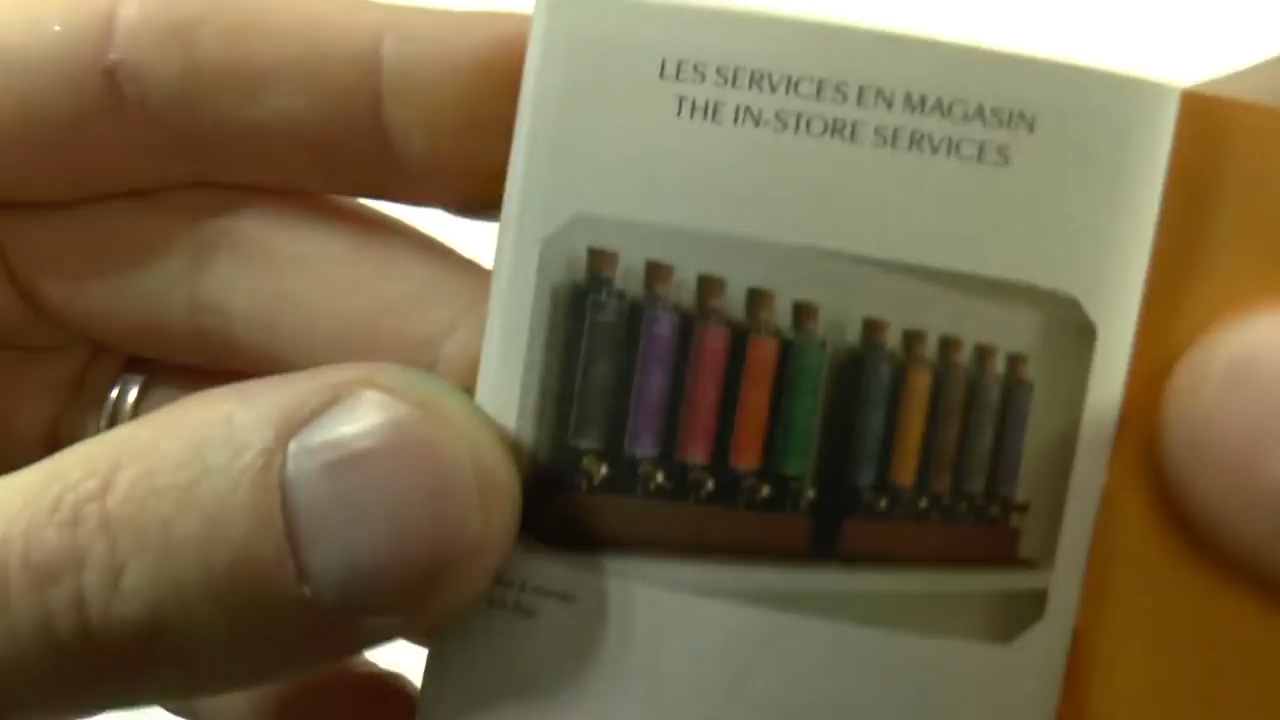 LES SERVICES EN MAGASIN
THE IN-STORE SERVICES